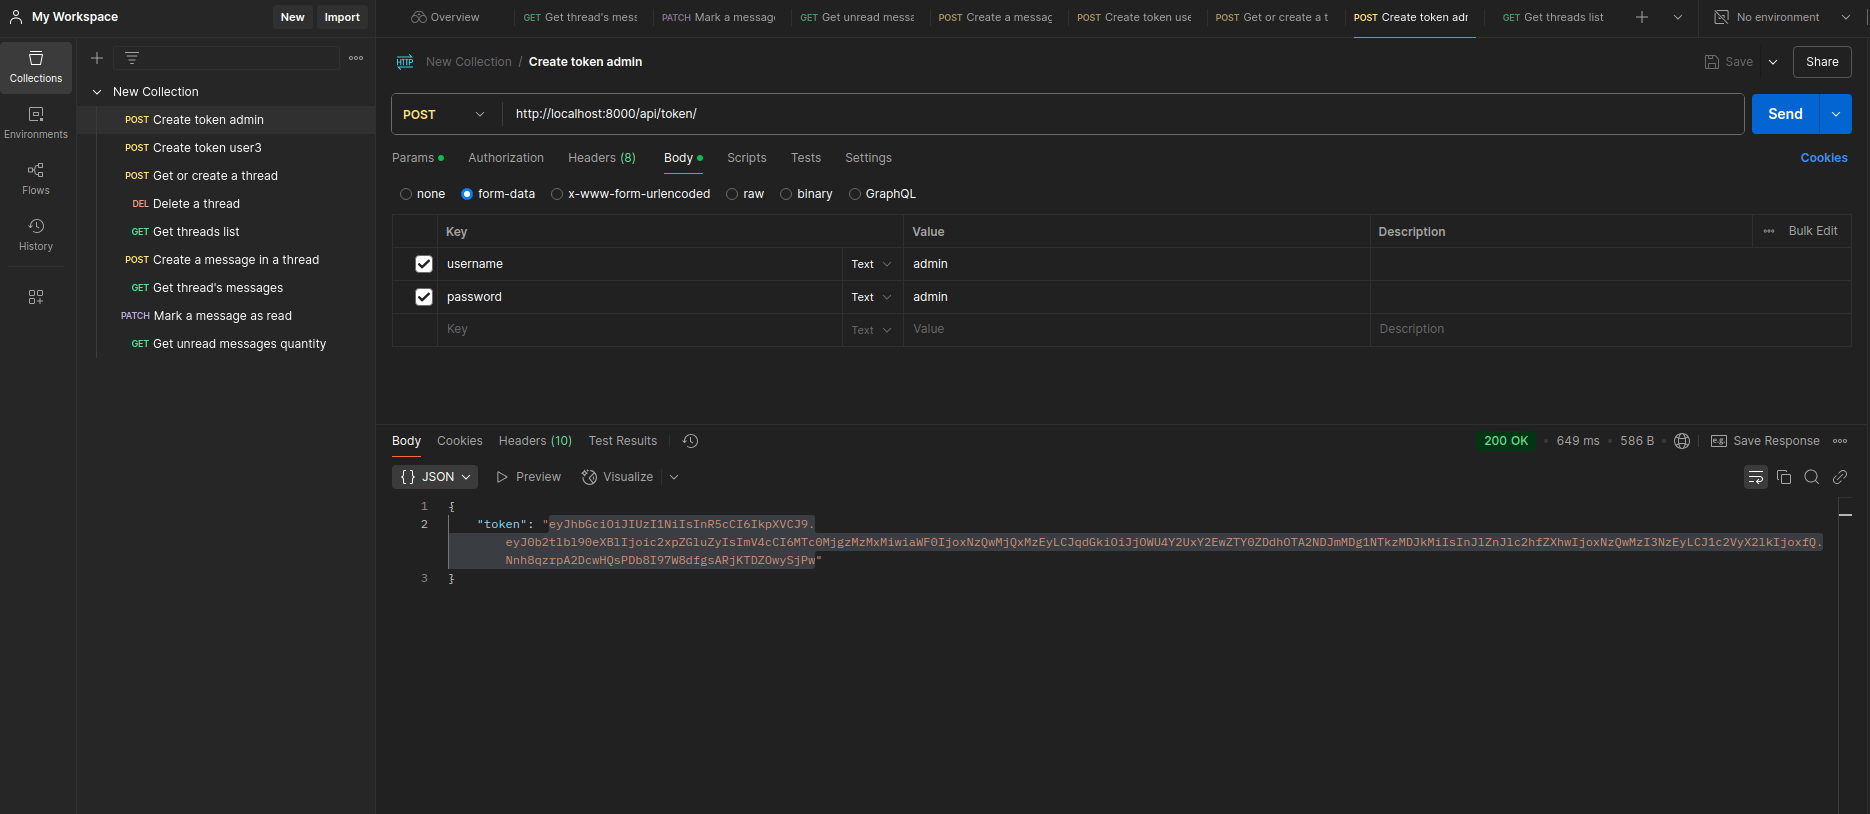 My Workspace
New
Import
Overview
GET Get thread's mess
PATCH Mark a message
GET Get unread messa
POST Create a messag
POST Create token use
POST Get or create a t
POST Create token adr
GET Get threads list
No environment
Collections
Environments
Flows
History
New Collection
POST Create token admin
POST Create token user3
POST Get or create a thread
DEL Delete a thread
GET Get threads list
POST Create a message in a thread
GET Get thread's messages
PATCH Mark a message as read
GET Get unread messages quantity
HTTP New Collection / Create token admin
Save
Share
POST http://localhost:8000/api/token/
Send
Params Authorization Headers (8) Body Scripts Tests Settings
Cookies
none form-data x-www-form-urlencoded raw binary GraphQL
Key Value Description Bulk Edit
username Text admin
password Text admin
Key Text Value Description
Body Cookies Headers (10) Test Results
200 OK 649 ms 586 B e.g. Save Response
{} JSON Preview Visualize
1 {
2 "token": "eyJhbGciOiJIUzI1NiIsInR5cCI6IkpXVCJ9.
3 }